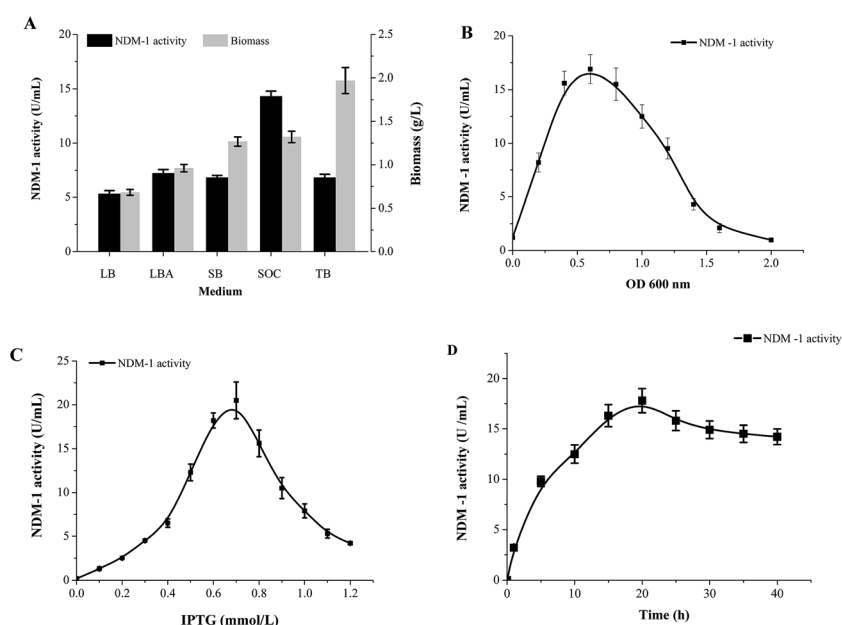 A
NDM-1 activity
Biomass
NDM-1 activity (U/mL)
20
15
10
5
0
2.5
2.0
1.5
1.0
0.5
0.0
Biomass (g/L)
LB LBA SB SOC TB
Medium
B
NDM -1 activity
NDM -1 activity (U/mL)
20
15
10
5
0
0.0 0.5 1.0 1.5 2.0
OD 600 nm
C
NDM-1 activity
NDM-1 activity (U/mL)
25
20
15
10
5
0
0.0 0.2 0.4 0.6 0.8 1.0 1.2
IPTG (mmol/L)
D
NDM -1 activity
NDM -1 activity (U /mL)
25
20
15
10
5
0
0 10 20 30 40
Time (h)